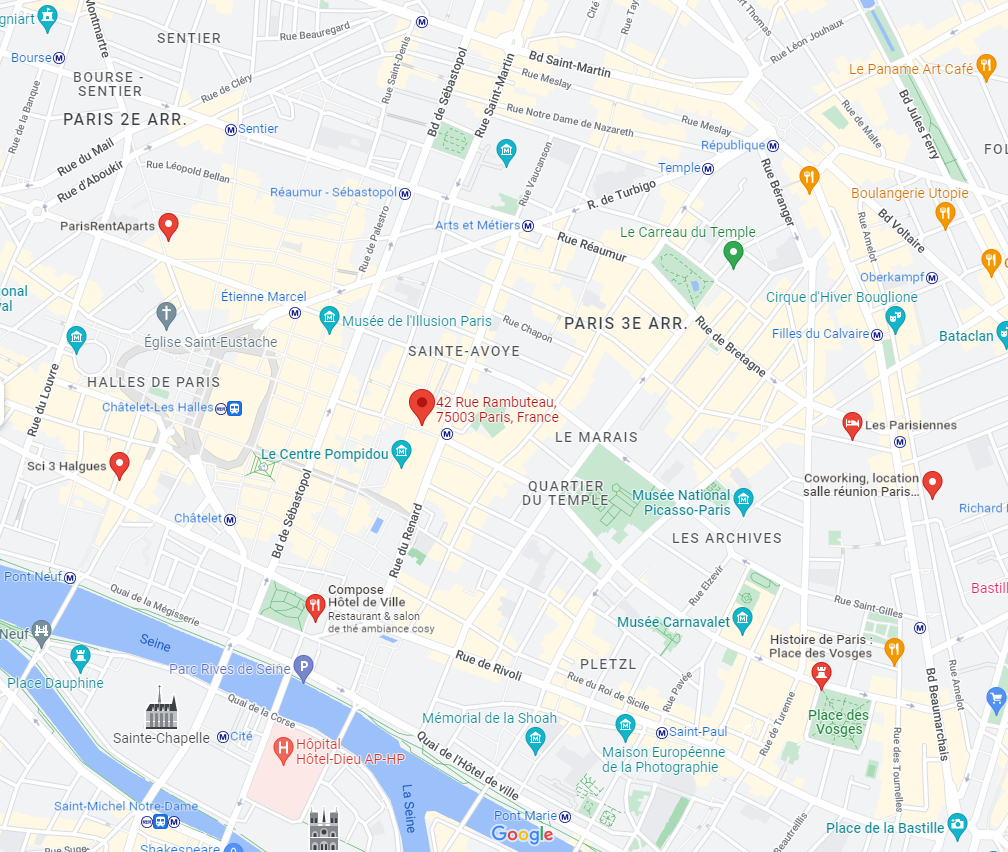 gniart
Montmartre
SENTIER
Rue Beauregard
Cité
Rue Tay
Art Thomas
Rue Léon Jouhaux
Bourse
Bd de Sébastopol
Rue Saint-Denis
Rue Saint-Martin
Bd Saint-Martin
Rue Meslay
Le Paname Art Café
BOURSE -
SENTIER
Rue de Cléry
Rue de la Banque
PARIS 2E ARR.
Sentier
Rue Notre Dame de Nazareth
Rue Meslay
Rue de Malte
Bd Jules Ferry
FOL
Rue du Mail
Rue d'Aboukir
Rue Léopold Bellan
République
Temple
Rue Vaucanson
Rue Béranger
Réaumur - Sébastopol
R. de Turbigo
Boulangerie Utopie
Bd Voltaire
Rue Amelot
ParisRentAparts
Rue de Palestro
Arts et Métiers
Rue Réaumur
Le Carreau du Temple
Oberkampf
onal
val
Étienne Marcel
Cirque d'Hiver Bouglione
Église Saint-Eustache
Musée de l'Illusion Paris
Rue Chapon
PARIS 3E ARR.
Rue de Bretagne
Filles du Calvaire
Bataclan
SAINTE-AVOYE
HALLES DE PARIS
Rue du Louvre
Châtelet-Les Halles
42 Rue Rambuteau,
75003 Paris, France
Les Parisiennes
LE MARAIS
Le Centre Pompidou
Sci 3 Halgues
Bd de Sébastopol
QUARTIER
DU TEMPLE
Musée National
Picasso-Paris
Coworking, location
salle réunion Paris...
Richard
Châtelet
Rue du Renard
LES ARCHIVES
Pont Neuf
Quai de la Mégisserie
Compose
Hôtel de Ville
Restaurant & salon
de thé ambiance cosy
Rue Elzevir
Bastill
Rue Saint-Gilles
Musée Carnavalet
Neuf
Seine
Histoire de Paris :
Place des Vosges
Place Dauphine
Parc Rives de Seine
Rue de Rivoli
PLETZL
Rue du Roi de Sicile
Rue Pavée
Rue de Turenne
Bd Beaumarchais
Rue Amelot
Quai de la Corse
Sainte-Chapelle
Cité
Mémorial de la Shoah
Place des
Vosges
Saint-Paul
Hôpital
Hôtel-Dieu AP-HP
Quai de l'Hôtel de ville
Maison Européenne
de la Photographie
Rue des Tournelles
La Seine
Saint-Michel Notre-Dame
Pont Marie
Beautreillis
Place de la Bastille
Google
Rue Suger
Shakespeare